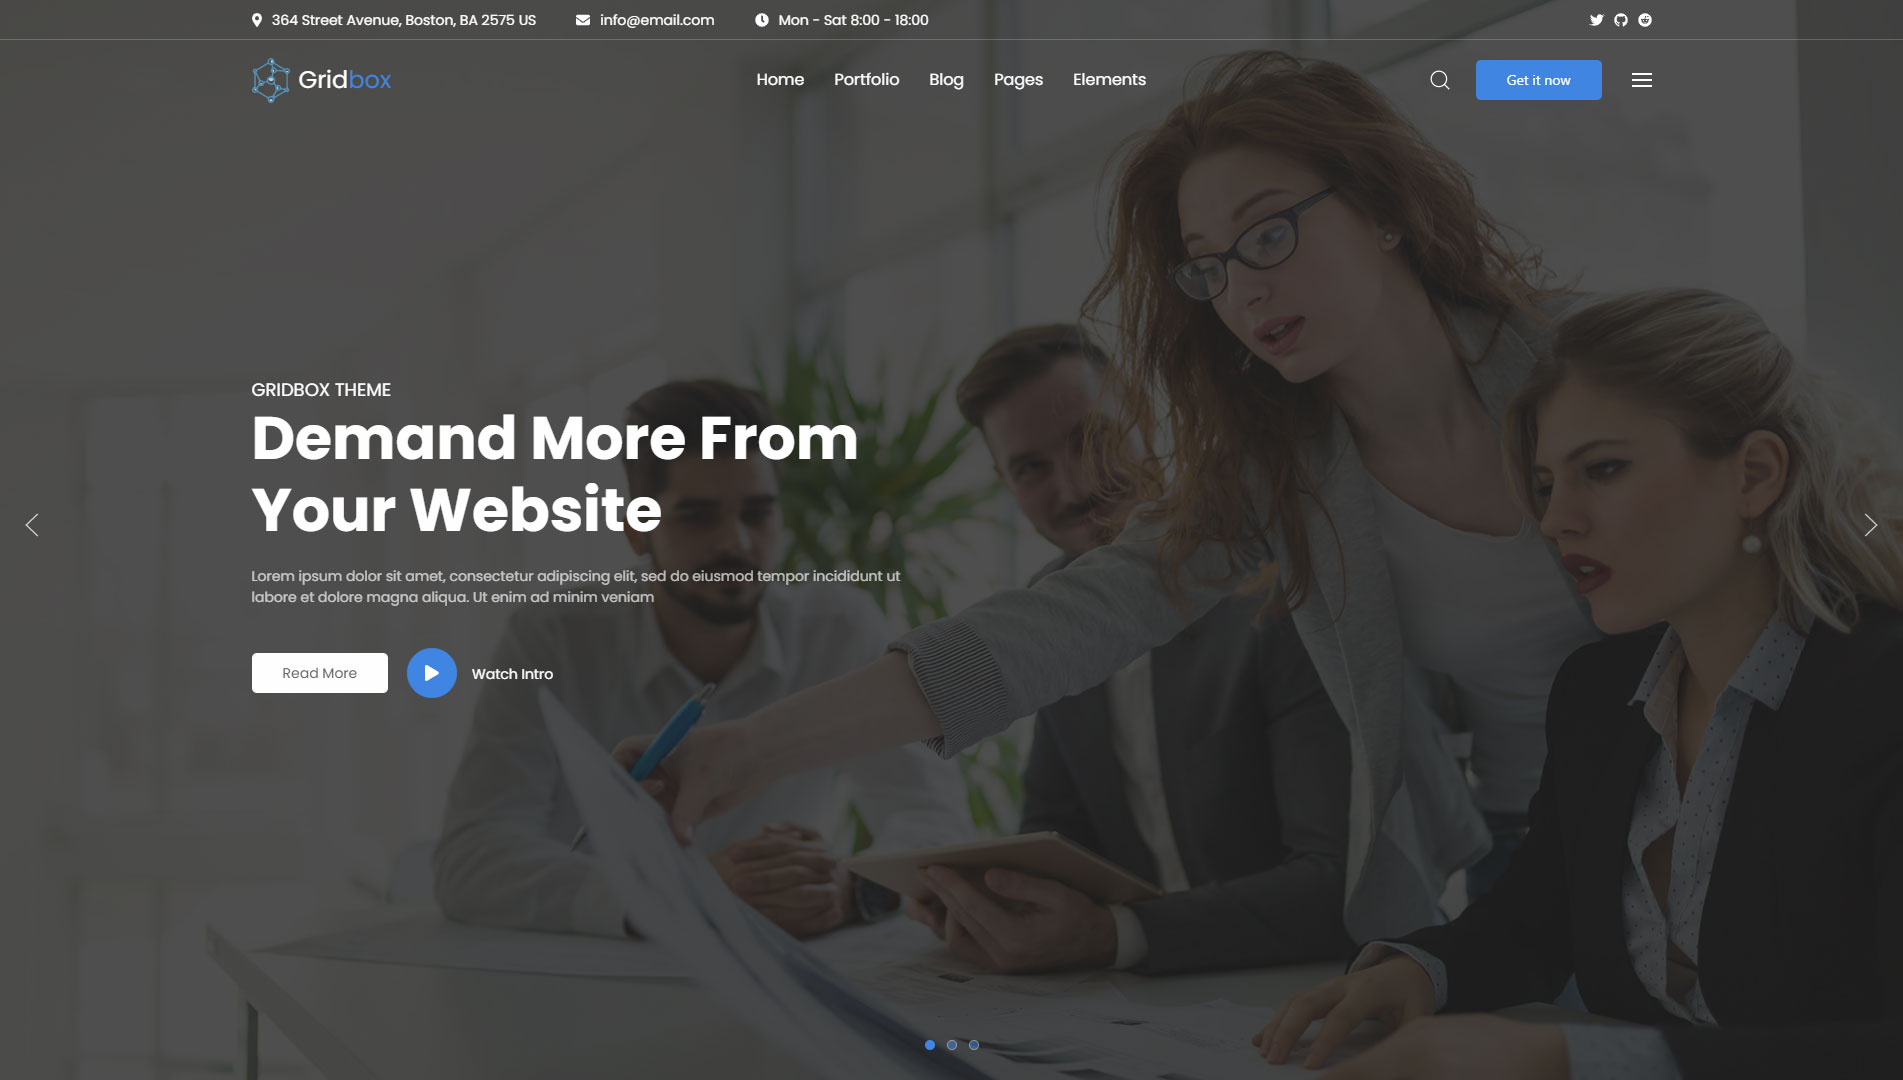 364 Street Avenue, Boston, BA 2575 US
info@email.com
Mon - Sat 8:00 - 18:00
Gridbox
Home
Portfolio
Blog
Pages
Elements
Get it now
GRIDBOX THEME
Demand More From
Your Website
Lorem ipsum dolor sit amet, consectetur adipiscing elit, sed do eiusmod tempor incididunt ut
labore et dolore magna aliqua. Ut enim ad minim veniam
Read More
Watch Intro